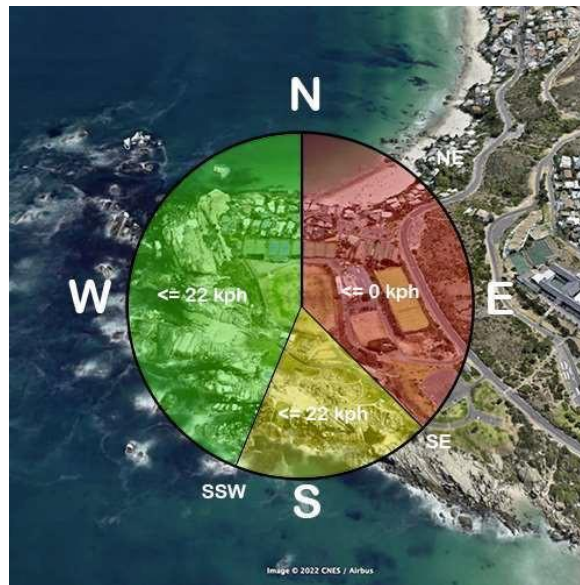 N
NE
W
<= 22 kph
<= 0 kph
E
<= 22 kph
SE
SSW
S
Image © 2022 CNES / Airbus